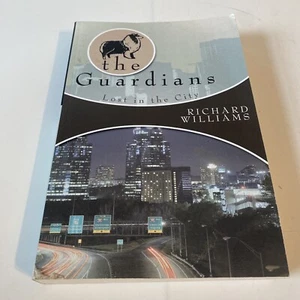 the
Guardians
Lost in the City
RICHARD
WILLIAMS